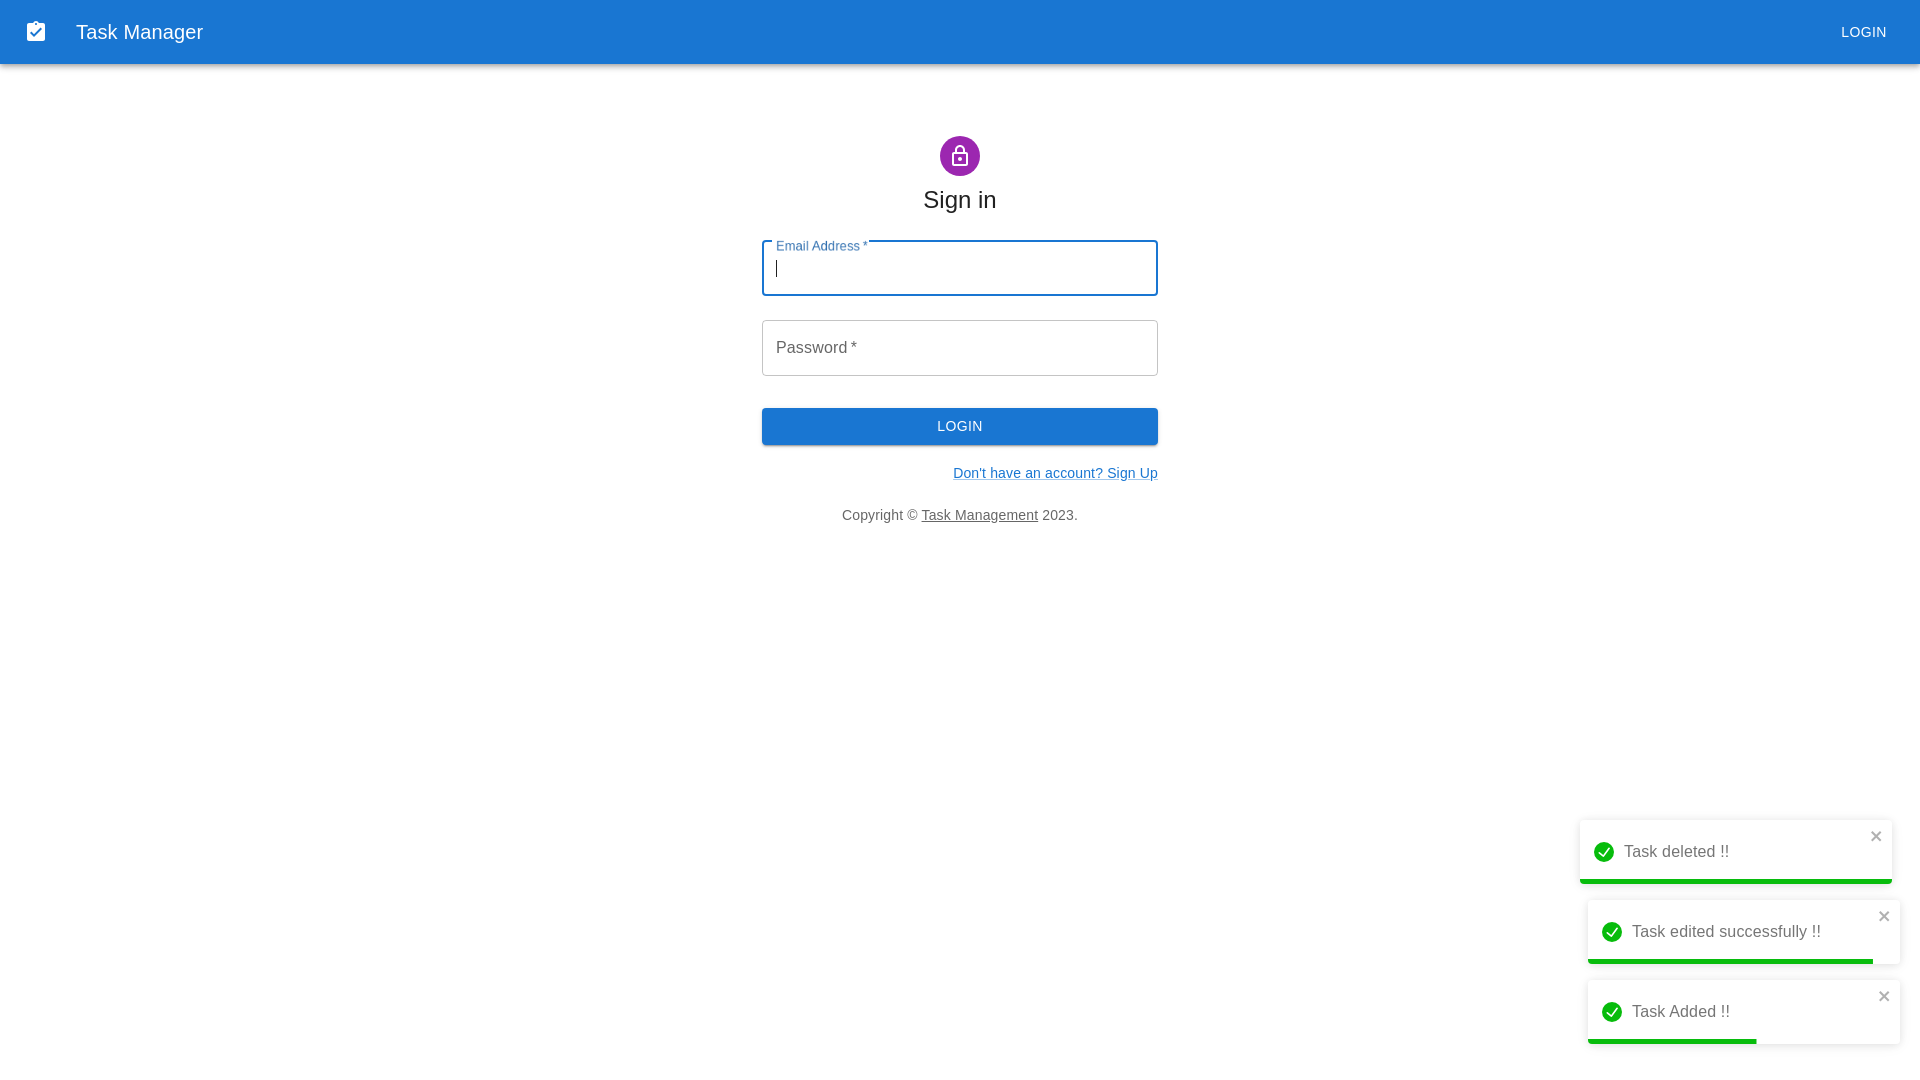 Task Manager
LOGIN
Sign in
Email Address *
Password *
LOGIN
Don't have an account? Sign Up
Copyright © Task Management 2023.
Task deleted !!
Task edited successfully !!
Task Added !!